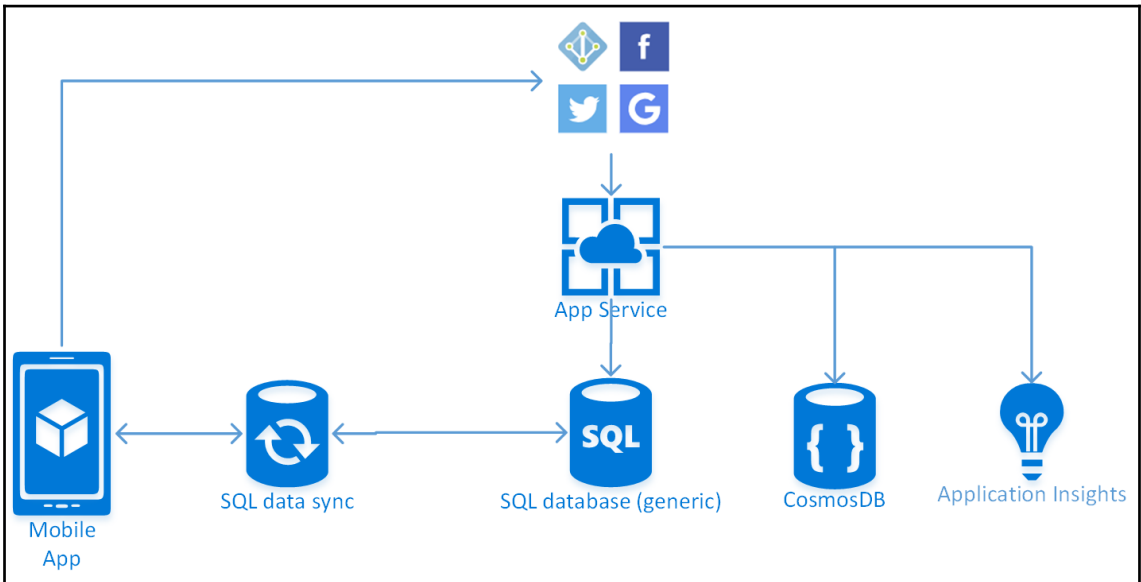 f
G
App Service
SQL
{ }
SQL data sync
SQL database (generic)
CosmosDB
Application Insights
Mobile
App